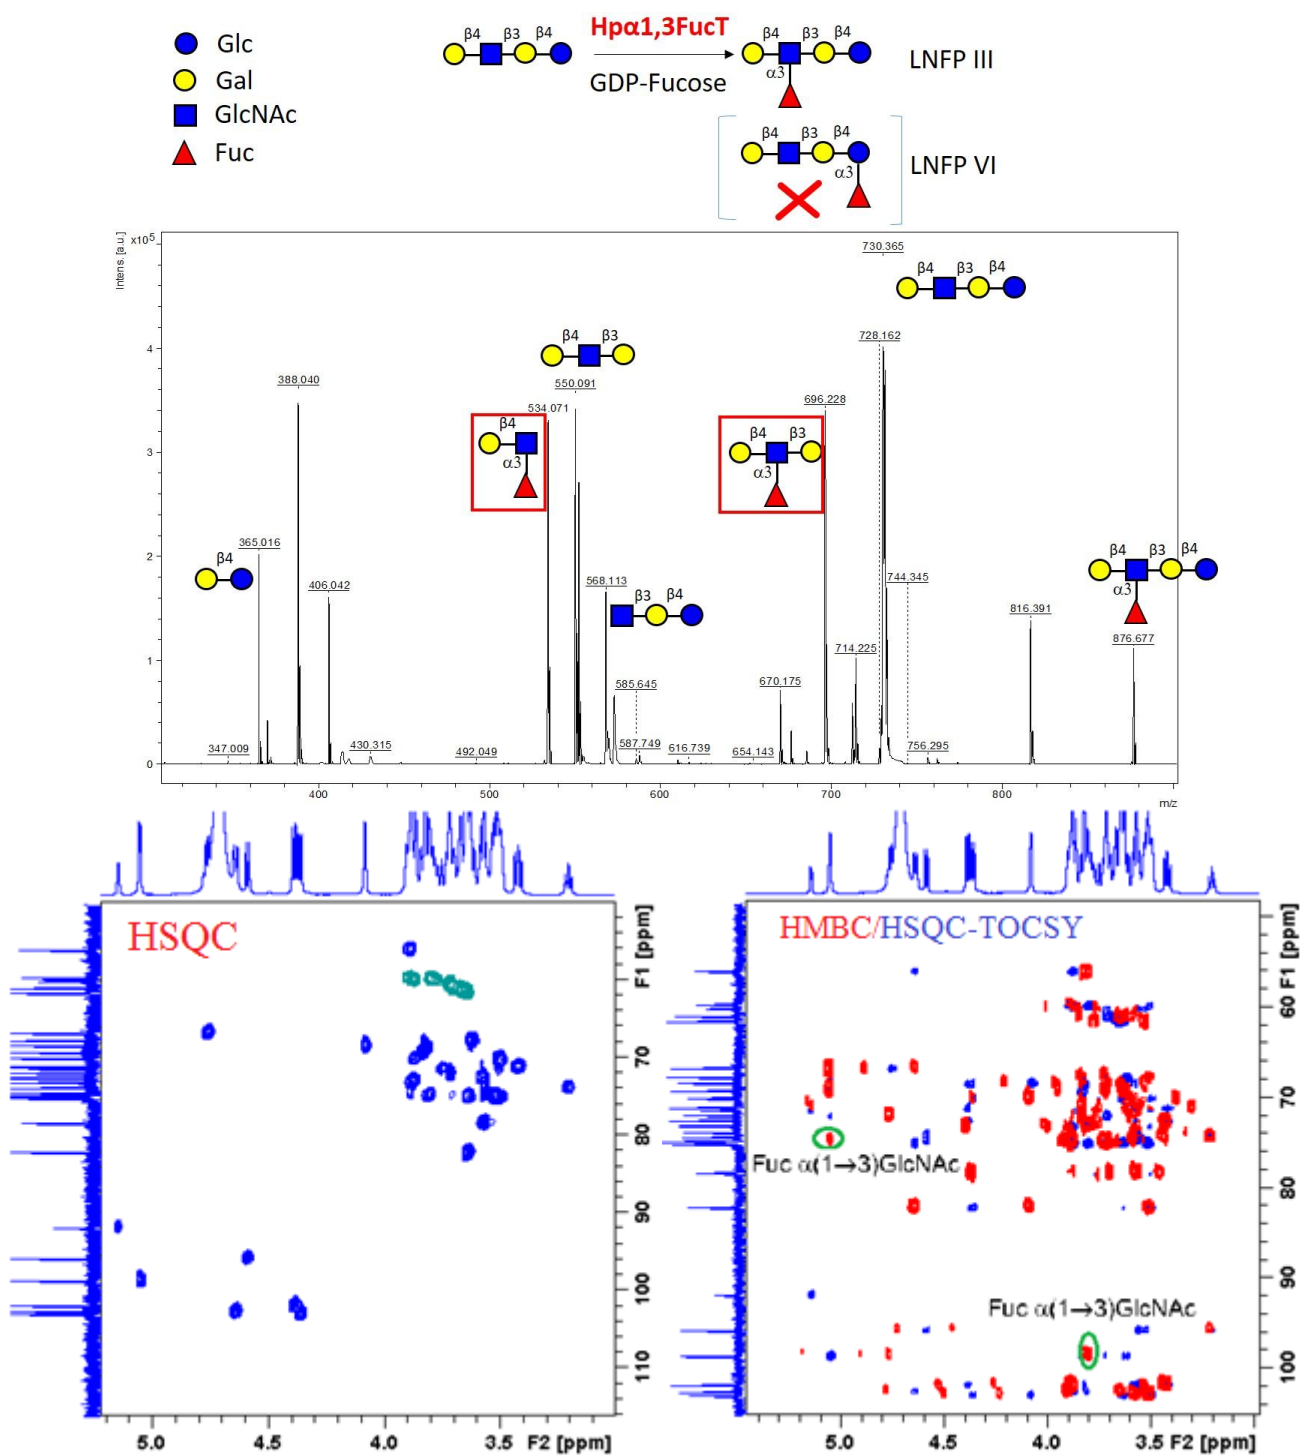 Glc
Gal
GlcNAc
Fuc
β4 β3 β4
Hpα1,3FucT
GDP-Fucose
β4 β3 β4
α3
LNFP III
β4 β3 β4
α3
LNFP VI
Intens. [a.u.]
x10⁵
4
3
2
1
0
400
500
600
700
800
m/z
347.009
365.016
388.040
406.042
430.315
492.049
534.071
550.091
568.113
585.645
587.749
616.739
654.143
670.175
696.228
714.225
728.162
730.365
744.345
756.295
816.391
876.677
β4
β4
α3
β4 β3
β3 β4
β4 β3
α3
β4 β3 β4
β4 β3 β4
α3
HSQC
F1 [ppm]
70
80
90
100
110
5.0
4.5
4.0
3.5
F2 [ppm]
HMBC/HSQC-TOCSY
Fuc α(1→3)GlcNAc
Fuc α(1→3)GlcNAc
F1 [ppm]
60
70
80
90
100
5.0
4.5
4.0
3.5
F2 [ppm]